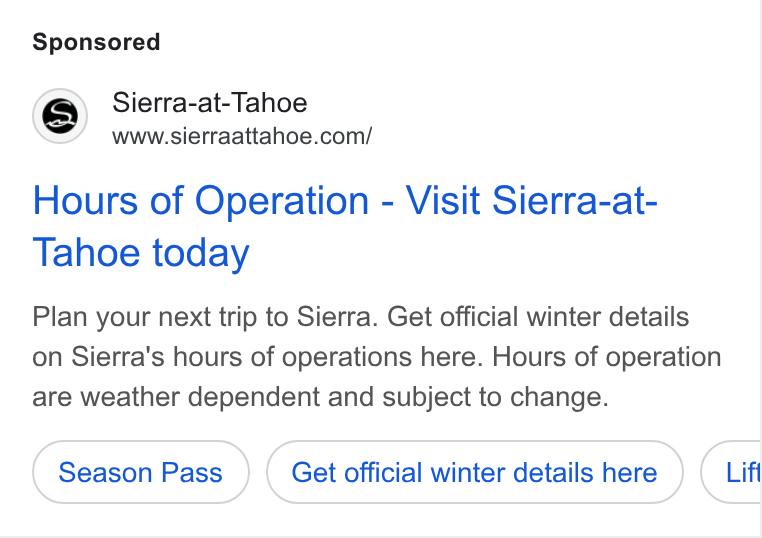 Sponsored
Sierra-at-Tahoe
www.sierraattahoe.com/
Hours of Operation - Visit Sierra-at-
Tahoe today
Plan your next trip to Sierra. Get official winter details
on Sierra's hours of operations here. Hours of operation
are weather dependent and subject to change.
Season Pass
Get official winter details here